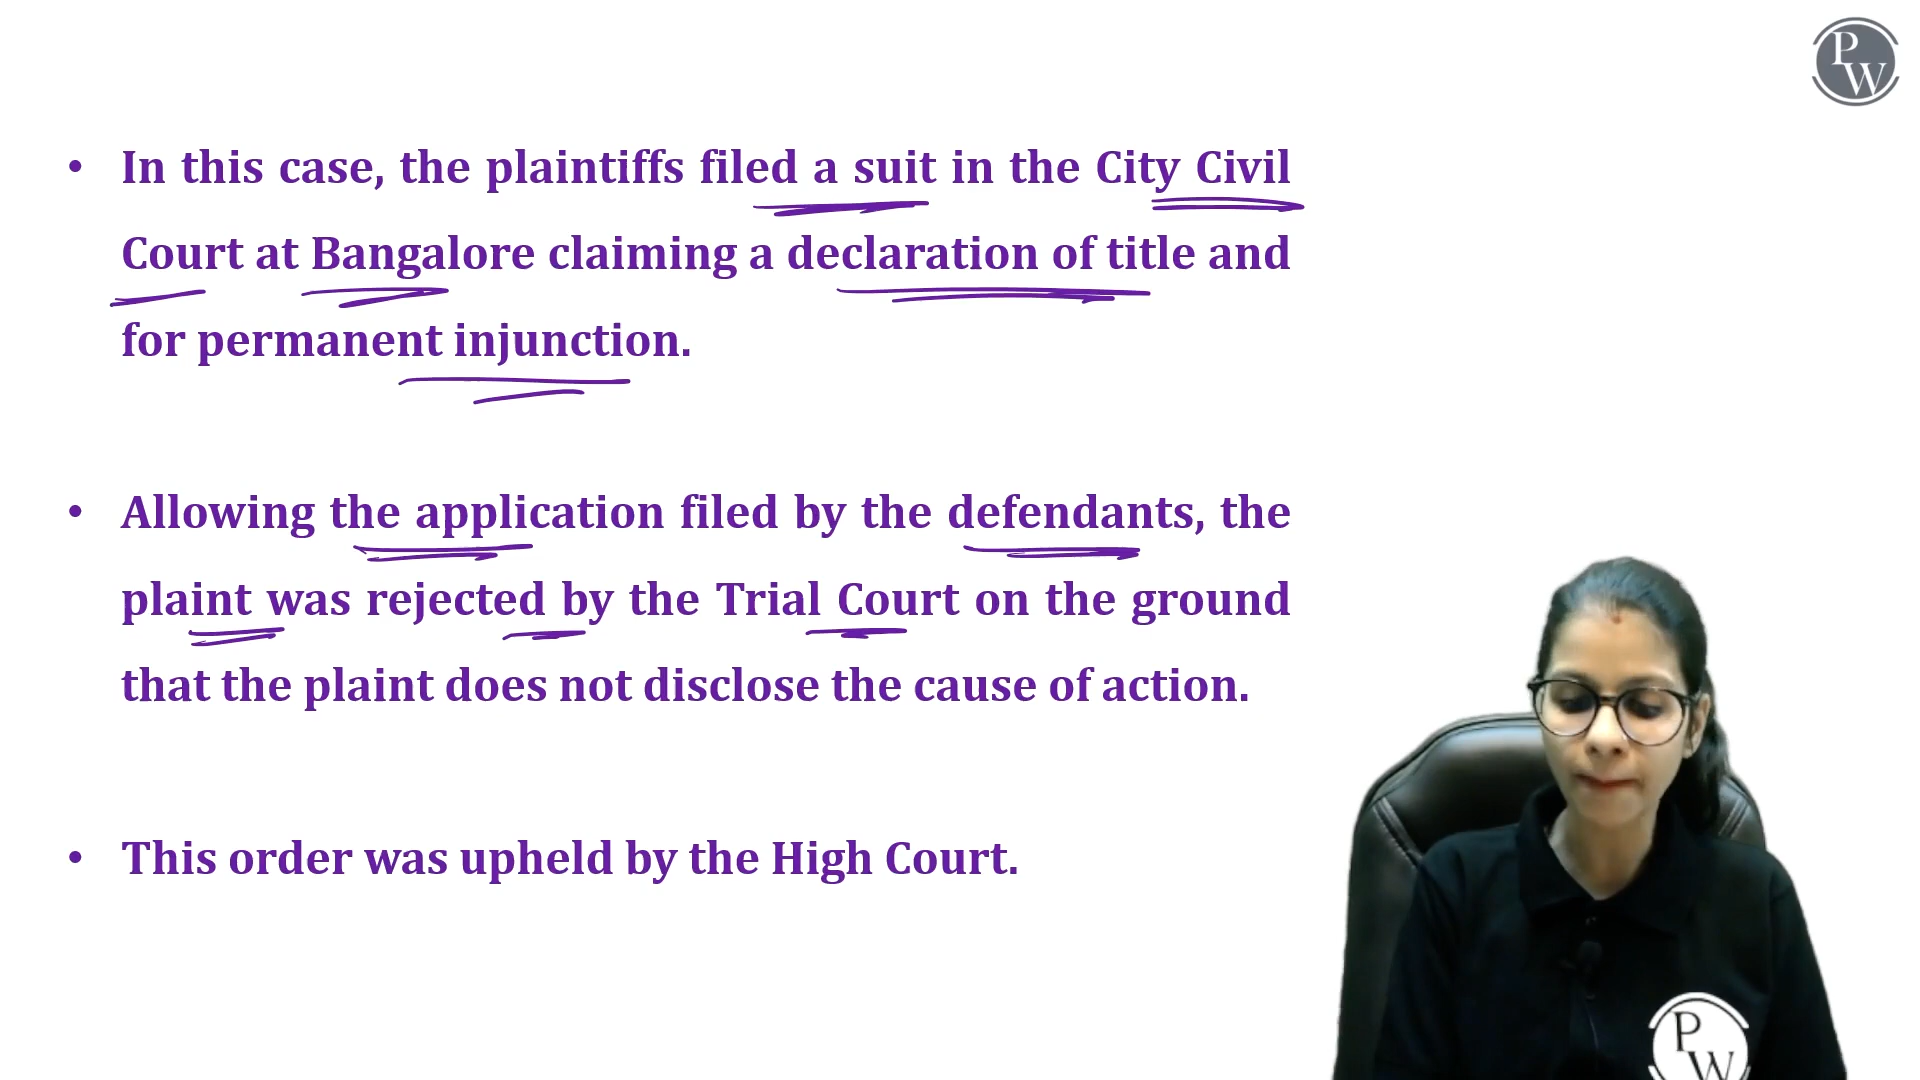 PW
• In this case, the plaintiffs filed a suit in the City Civil
Court at Bangalore claiming a declaration of title and
for permanent injunction.
• Allowing the application filed by the defendants, the
plaint was rejected by the Trial Court on the ground
that the plaint does not disclose the cause of action.
• This order was upheld by the High Court.
PW